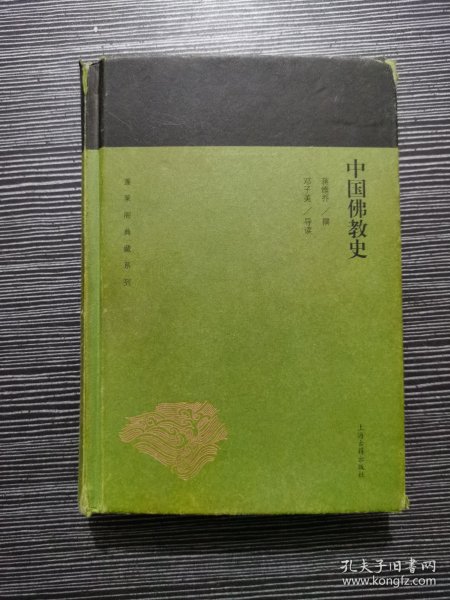 中国佛教史
蒋维乔／撰
邓子美／导读
蓬莱阁典藏系列
上海古籍出版社
孔夫子旧书网
www.kongfz.com